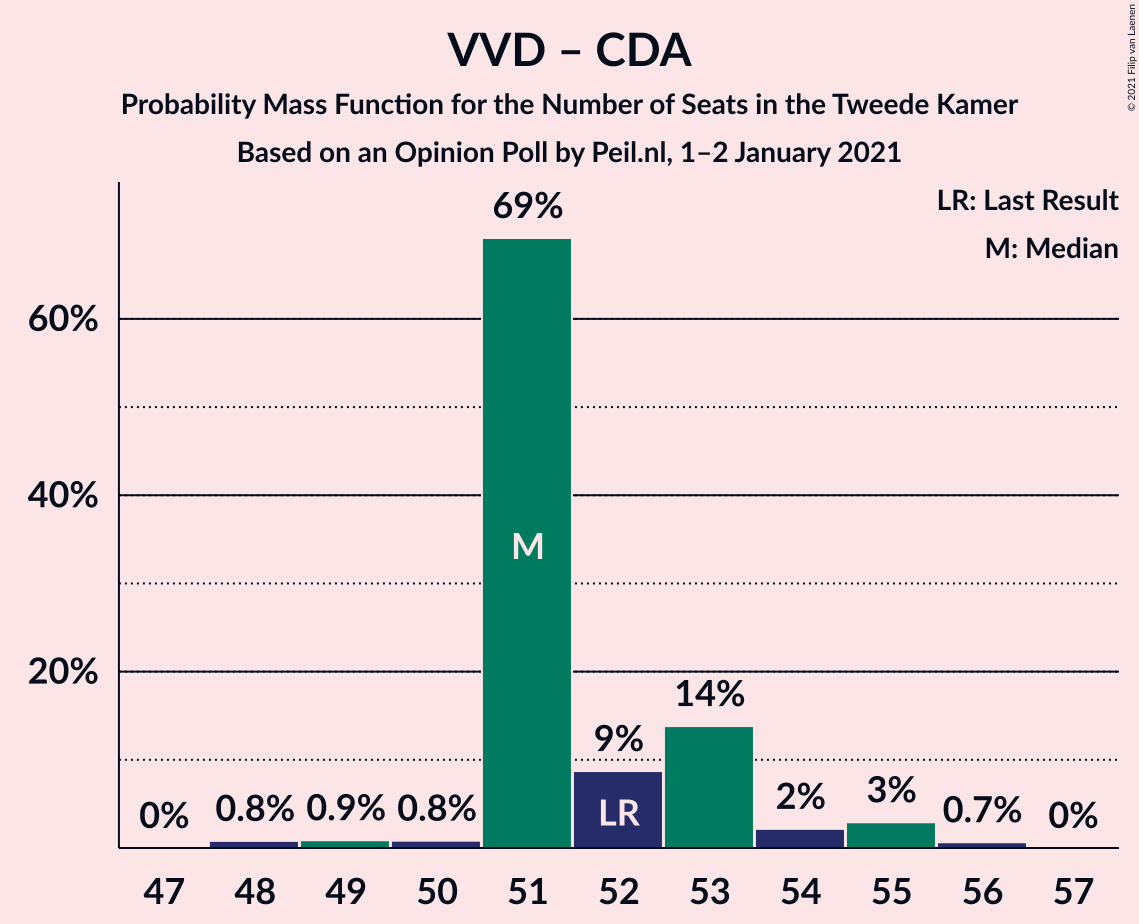 VVD – CDA
Probability Mass Function for the Number of Seats in the Tweede Kamer
Based on an Opinion Poll by Peil.nl, 1–2 January 2021
© 2021 Filip van Laenen
LR: Last Result
M: Median
60%
40%
20%
0%
0.8%
0.9%
0.8%
69%
M
9%
LR
14%
2%
3%
0.7%
0%
47 48 49 50 51 52 53 54 55 56 57